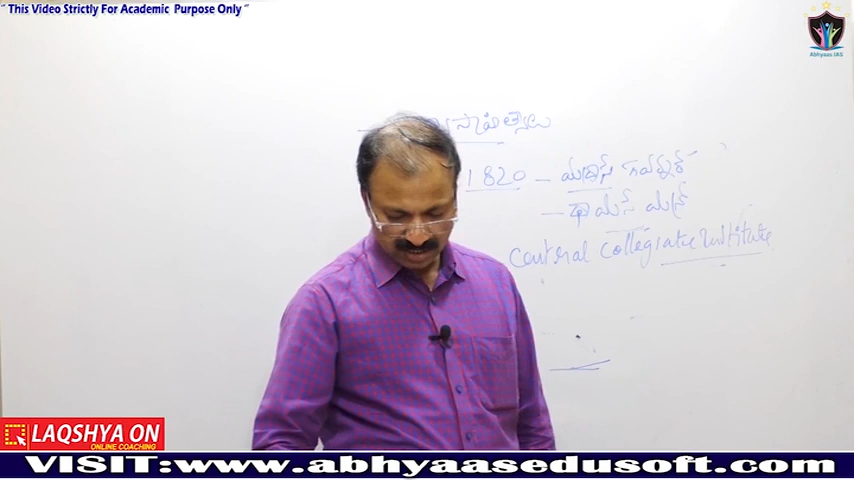 " This Video Strictly For Academic Purpose Only "
Abhyaas IAS
సాహిత్యాలు
1820 – మద్రాస్ గవర్నర్
– థామస్ మన్రో
Central Collegiate Institute
LAQSHYA ON
ONLINE COACHING
VISIT:www.abhyaasedusoft.com